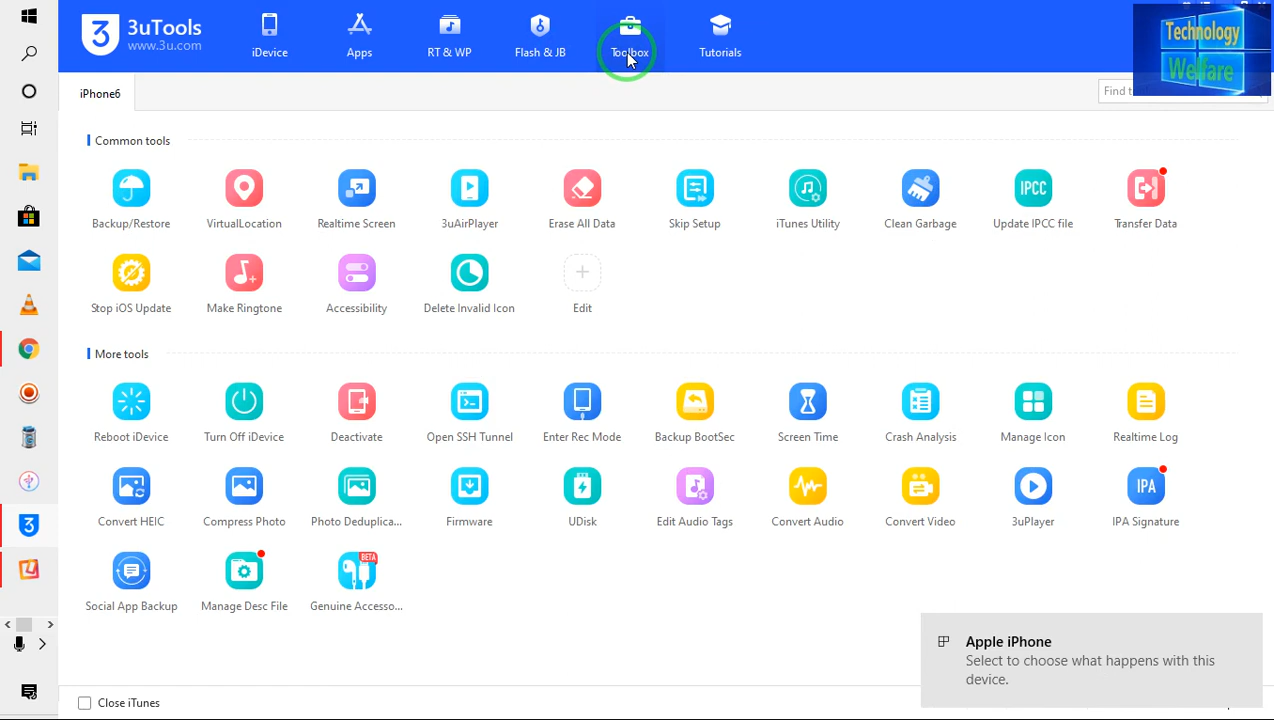 3 3uTools
www.3u.com
iDevice
Apps
RT & WP
Flash & JB
Toolbox
Tutorials
Technology
Welfare
iPhone6
Find t
Common tools
Backup/Restore
VirtualLocation
Realtime Screen
3uAirPlayer
Erase All Data
Skip Setup
iTunes Utility
Clean Garbage
IPCC
Update IPCC file
Transfer Data
Stop iOS Update
Make Ringtone
Accessibility
Delete Invalid Icon
Edit
More tools
Reboot iDevice
Turn Off iDevice
Deactivate
Open SSH Tunnel
Enter Rec Mode
Backup BootSec
Screen Time
Crash Analysis
Manage Icon
Realtime Log
Convert HEIC
Compress Photo
Photo Deduplica...
Firmware
UDisk
Edit Audio Tags
Convert Audio
Convert Video
3uPlayer
IPA
IPA Signature
Social App Backup
Manage Desc File
BETA
Genuine Accesso...
Apple iPhone
Select to choose what happens with this
device.
Close iTunes